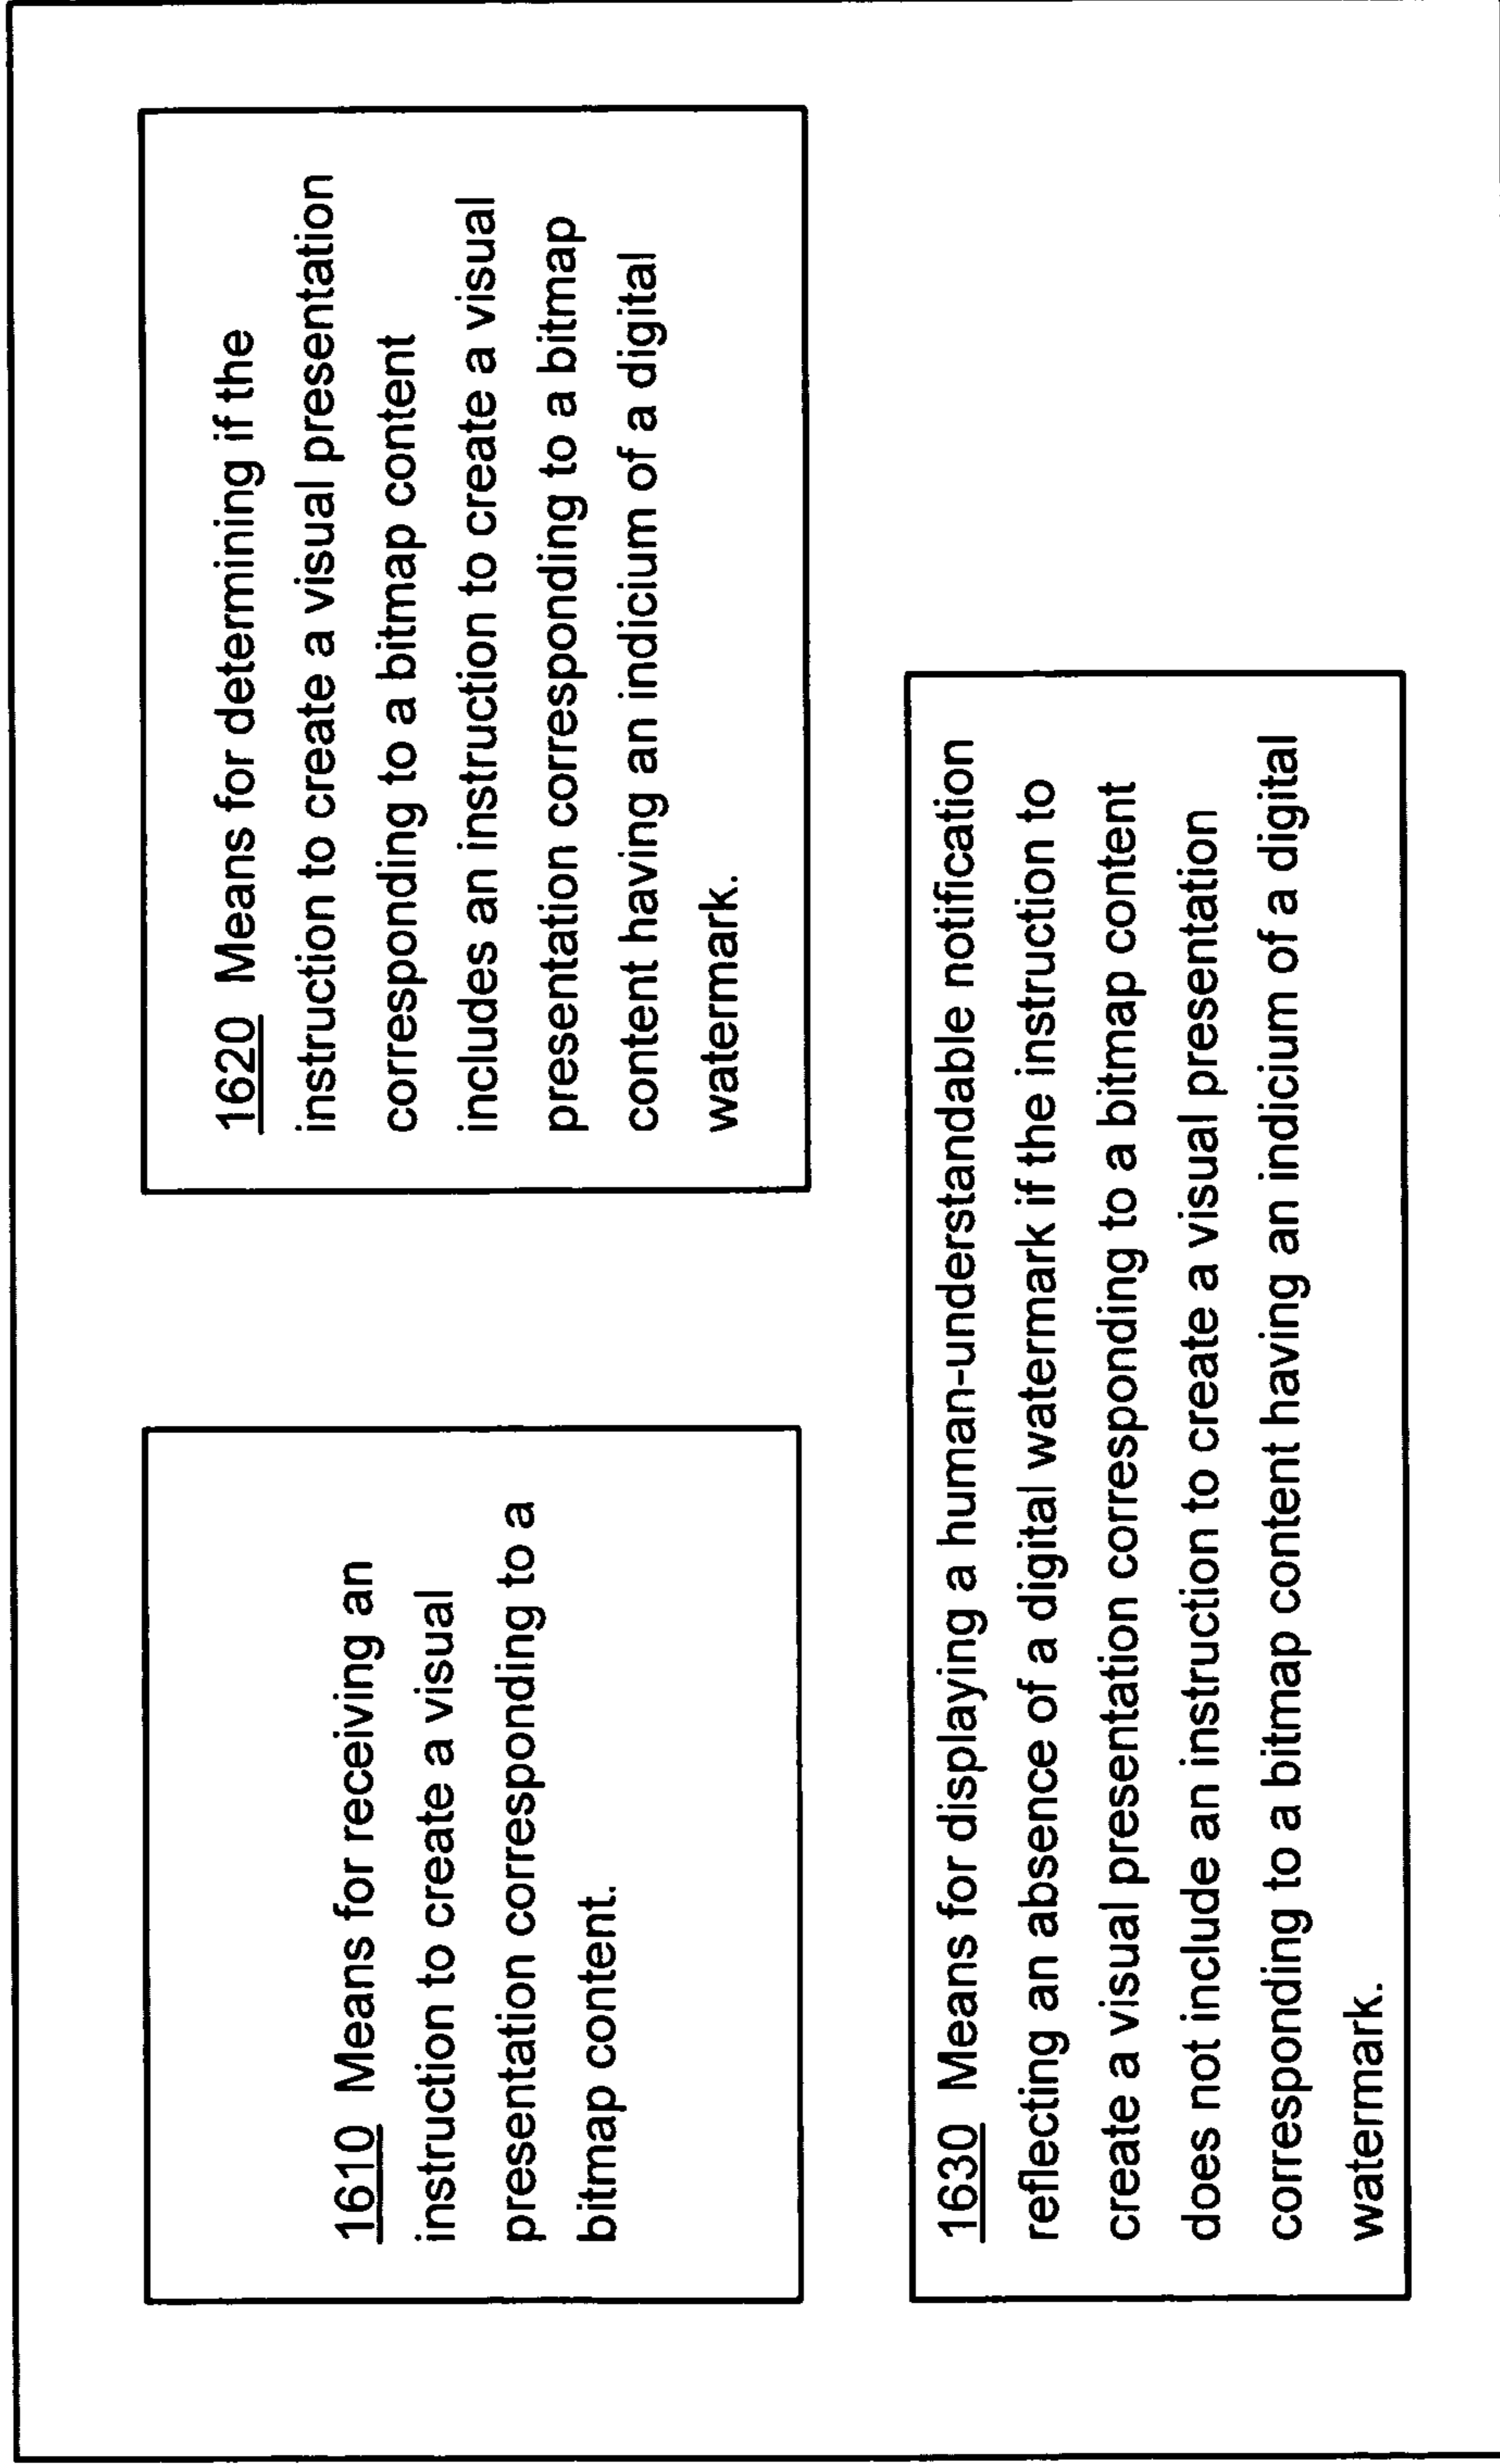 1610 Means for receiving an
instruction to create a visual
presentation corresponding to a
bitmap content.
1620 Means for determining if the
instruction to create a visual presentation
corresponding to a bitmap content
includes an instruction to create a visual
presentation corresponding to a bitmap
content having an indicium of a digital
watermark.
1630 Means for displaying a human-understandable notification
reflecting an absence of a digital watermark if the instruction to
create a visual presentation corresponding to a bitmap content
does not include an instruction to create a visual presentation
corresponding to a bitmap content having an indicium of a digital
watermark.